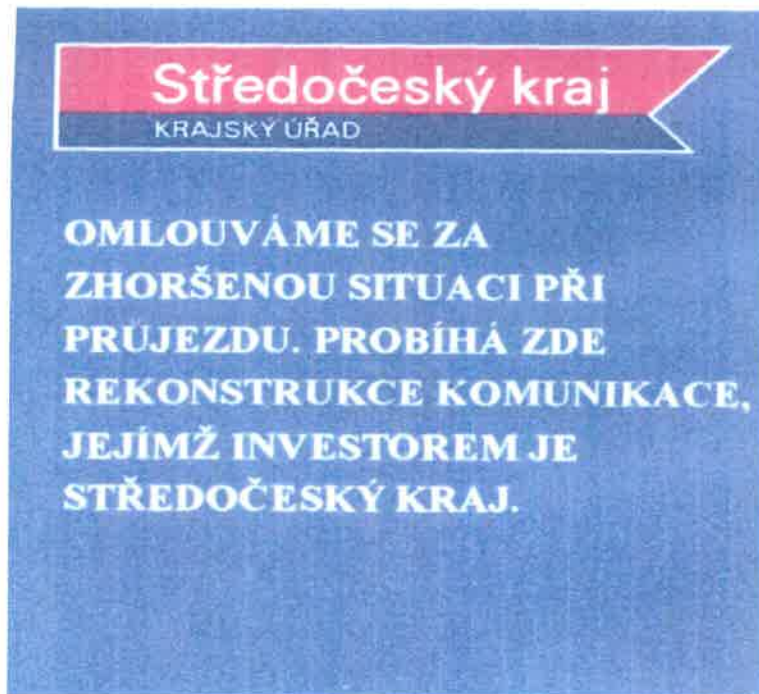 Středočeský kraj
KRAJSKÝ ÚŘAD
OMLOUVÁME SE ZA
ZHORŠENOU SITUACI PŘI
PRŮJEZDU. PROBÍHÁ ZDE
REKONSTRUKCE KOMUNIKACE,
JEJÍMŽ INVESTOREM JE
STŘEDOČESKÝ KRAJ.